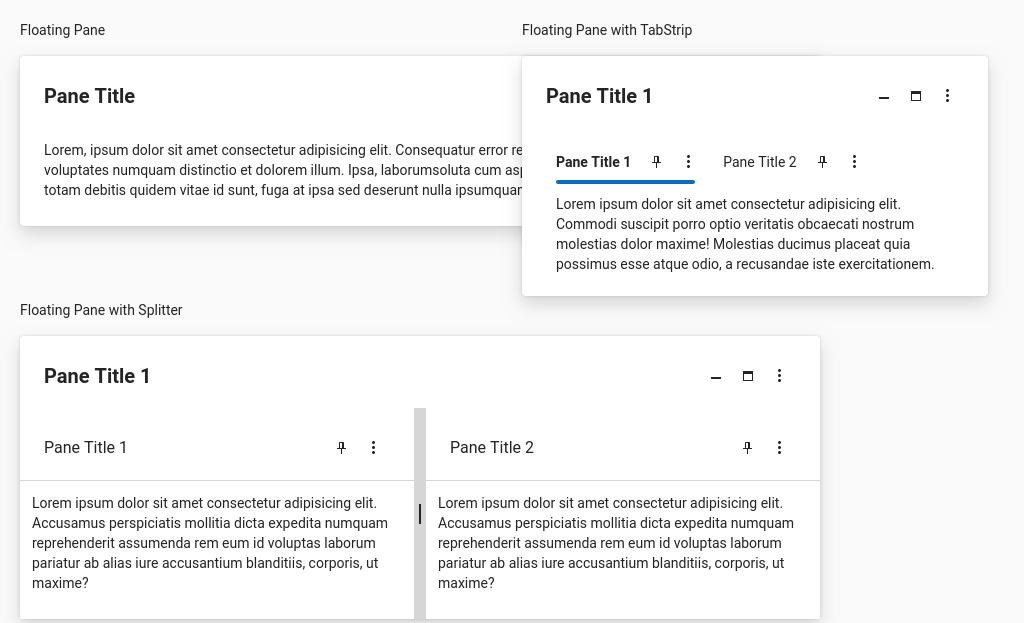 Floating Pane
Pane Title
Lorem, ipsum dolor sit amet consectetur adipisicing elit. Consequatur error
voluptates numquam distinctio et dolorem illum. Ipsa, laborumsoluta cum
totam debitis quidem vitae id sunt, fuga at ipsa sed deserunt nulla
Floating Pane with TabStrip
Pane Title 1
Pane Title 1 Pane Title 2
Lorem ipsum dolor sit amet consectetur adipisicing elit.
Commodi suscipit porro optio veritatis obcaecati nostrum
molestias dolor maxime! Molestias ducimus placeat quia
possimus esse atque odio, a recusandae iste exercitationem.
Floating Pane with Splitter
Pane Title 1
Pane Title 1
Lorem ipsum dolor sit amet consectetur adipisicing elit.
Accusamus perspiciatis mollitia dicta expedita numquam
reprehenderit assumenda rem eum id voluptas laborum
pariatur ab alias iure accusantium blanditiis, corporis, ut
maxime?
Pane Title 2
Lorem ipsum dolor sit amet consectetur adipisicing elit.
Accusamus perspiciatis mollitia dicta expedita numquam
reprehenderit assumenda rem eum id voluptas laborum
pariatur ab alias iure accusantium blanditiis, corporis, ut
maxime?